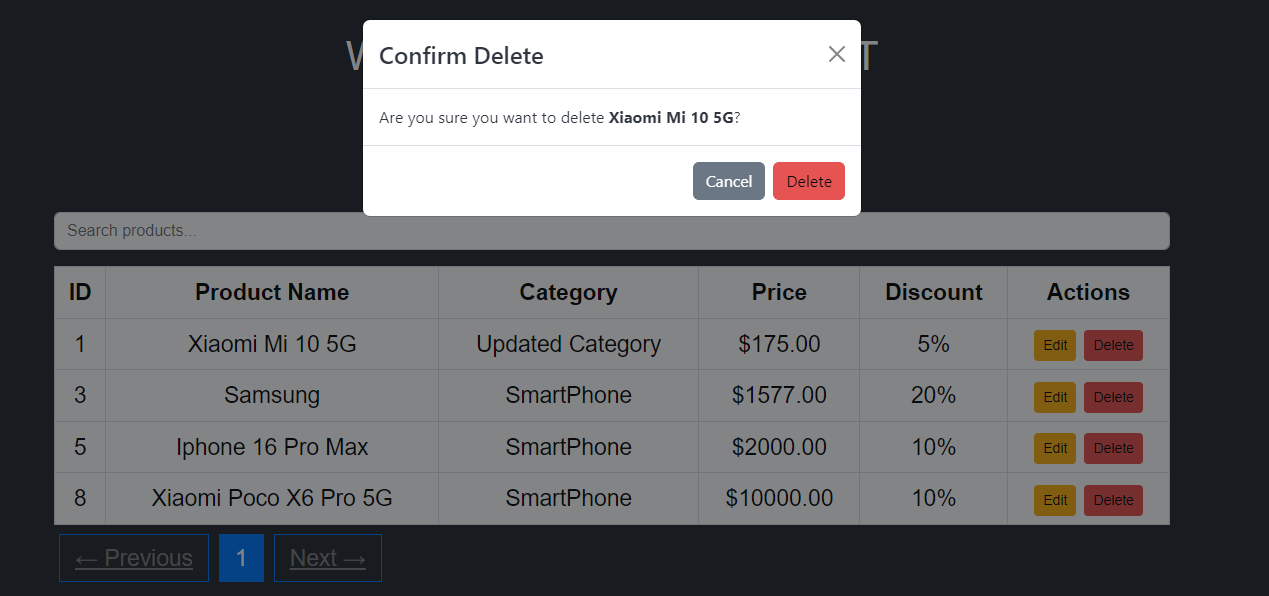 Confirm Delete
Are you sure you want to delete Xiaomi Mi 10 5G?
Cancel Delete
Search products...
ID Product Name Category Price Discount Actions
1 Xiaomi Mi 10 5G Updated Category $175.00 5% Edit Delete
3 Samsung SmartPhone $1577.00 20% Edit Delete
5 Iphone 16 Pro Max SmartPhone $2000.00 10% Edit Delete
8 Xiaomi Poco X6 Pro 5G SmartPhone $10000.00 10% Edit Delete
← Previous 1 Next →